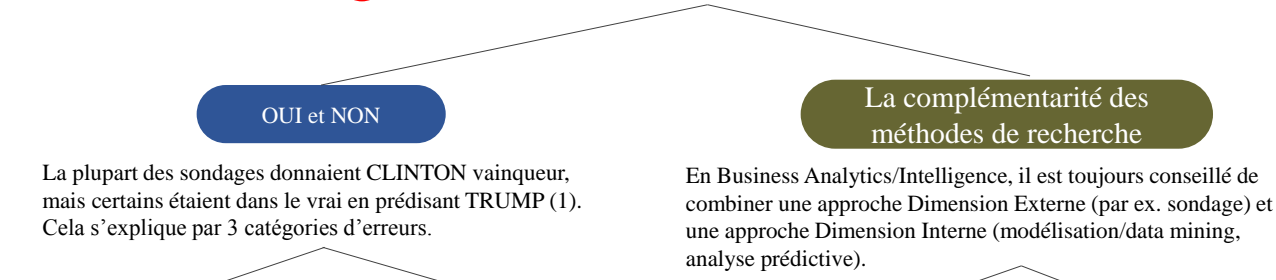 OUI et NON
La plupart des sondages donnaient CLINTON vainqueur,
mais certains étaient dans le vrai en prédisant TRUMP (1).
Cela s’explique par 3 catégories d’erreurs.
La complémentarité des
méthodes de recherche
En Business Analytics/Intelligence, il est toujours conseillé de
combiner une approche Dimension Externe (par ex. sondage) et
une approche Dimension Interne (modélisation/data mining,
analyse prédictive).